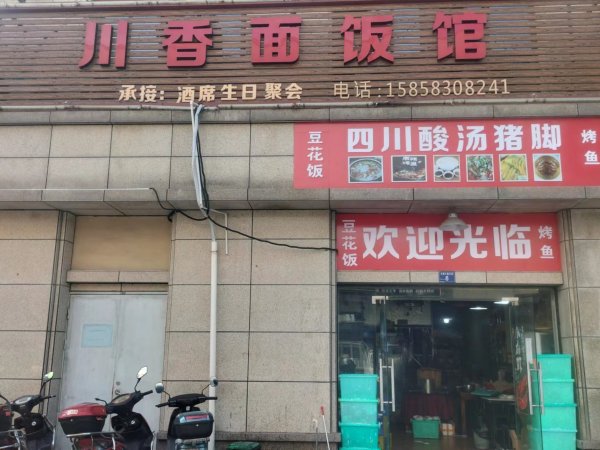 川香面饭馆
承接: 酒席生日聚会 电话:15858308241
豆花饭 四川酸汤猪脚 烤鱼
豆花饭 欢迎光临 烤鱼